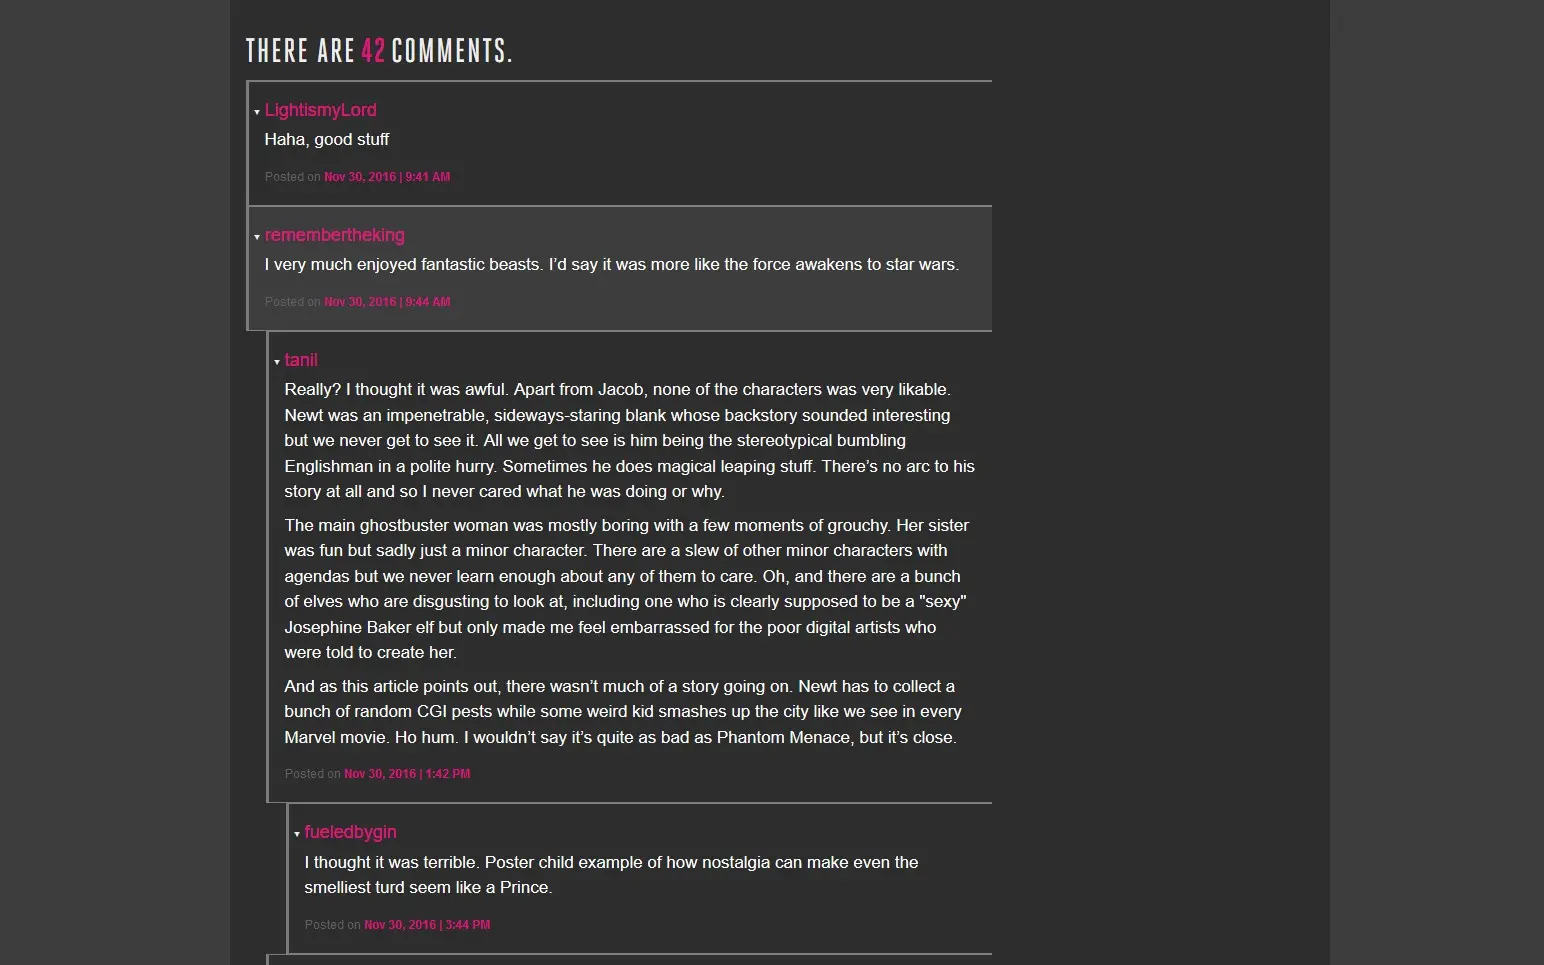 THERE ARE 42 COMMENTS.
LightismyLord
Haha, good stuff
Posted on Nov 30, 2016 | 9:41 AM
remembertheking
I very much enjoyed fantastic beasts. I’d say it was more like the force awakens to star wars.
Posted on Nov 30, 2016 | 9:44 AM
tanil
Really? I thought it was awful. Apart from Jacob, none of the characters was very likable.
Newt was an impenetrable, sideways-staring blank whose backstory sounded interesting
but we never get to see it. All we get to see is him being the stereotypical bumbling
Englishman in a polite hurry. Sometimes he does magical leaping stuff. There’s no arc to his
story at all and so I never cared what he was doing or why.
The main ghostbuster woman was mostly boring with a few moments of grouchy. Her sister
was fun but sadly just a minor character. There are a slew of other minor characters with
agendas but we never learn enough about any of them to care. Oh, and there are a bunch
of elves who are disgusting to look at, including one who is clearly supposed to be a "sexy"
Josephine Baker elf but only made me feel embarrassed for the poor digital artists who
were told to create her.
And as this article points out, there wasn’t much of a story going on. Newt has to collect a
bunch of random CGI pests while some weird kid smashes up the city like we see in every
Marvel movie. Ho hum. I wouldn’t say it’s quite as bad as Phantom Menace, but it’s close.
Posted on Nov 30, 2016 | 1:42 PM
fueledbygin
I thought it was terrible. Poster child example of how nostalgia can make even the
smelliest turd seem like a Prince.
Posted on Nov 30, 2016 | 3:44 PM